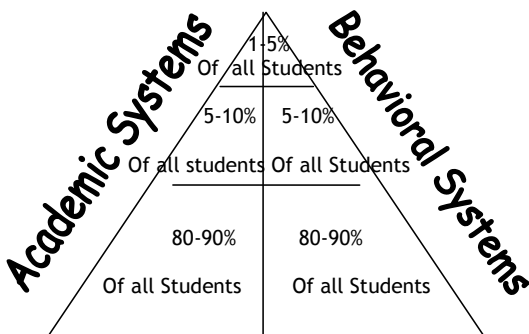 Academic Systems
Behavioral Systems
1-5%
Of all Students
5-10% 5-10%
Of all students Of all Students
80-90% 80-90%
Of all Students Of all Students